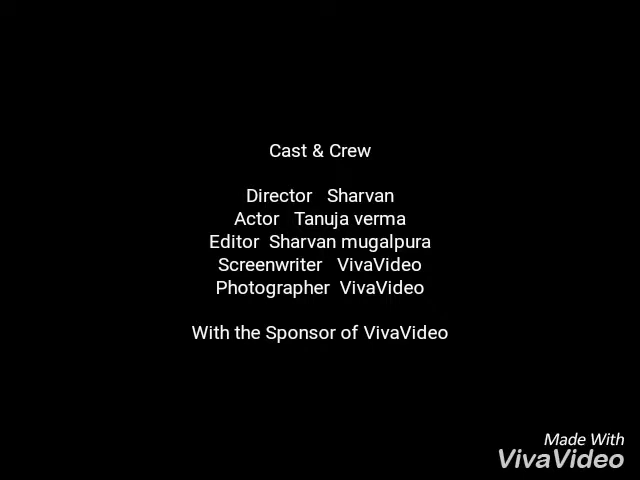 Cast & Crew
Director Sharvan
Actor Tanuja verma
Editor Sharvan mugalpura
Screenwriter VivaVideo
Photographer VivaVideo
With the Sponsor of VivaVideo
Made With
VivaVideo